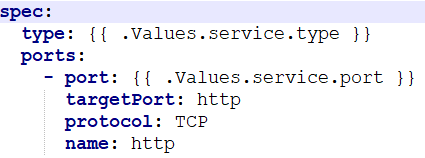 spec:
  type: {{ .Values.service.type }}
  ports:
    - port: {{ .Values.service.port }}
      targetPort: http
      protocol: TCP
      name: http